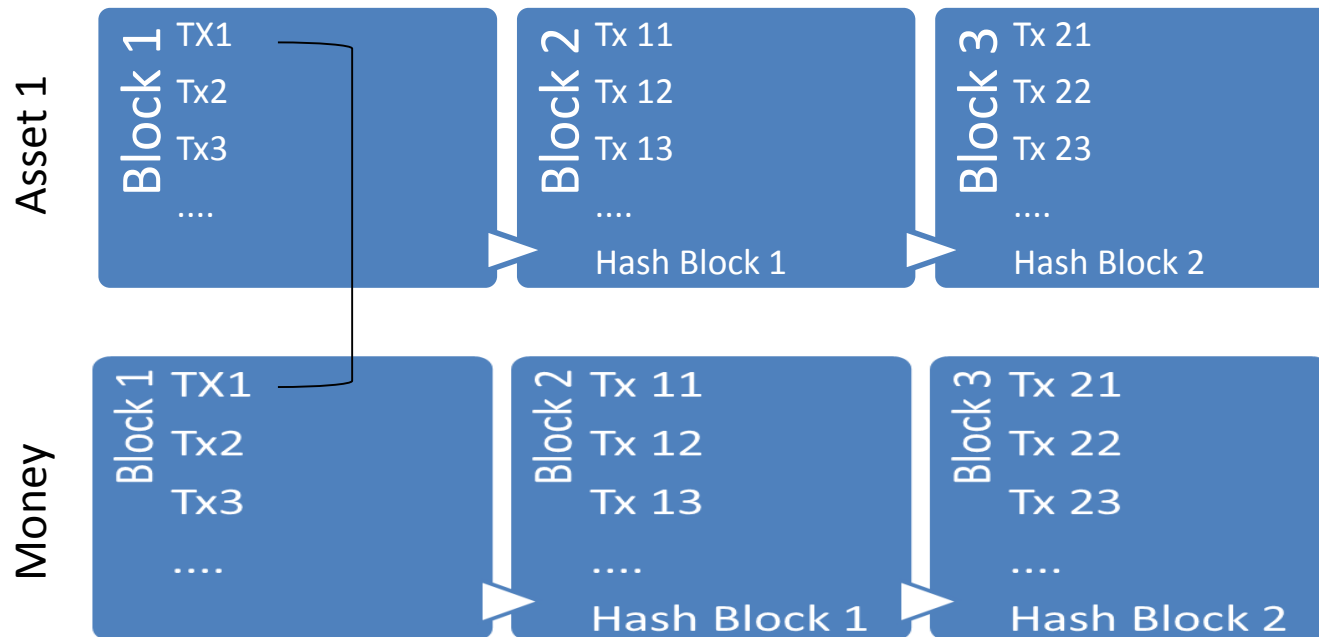 Asset 1
Block 1
TX1
Tx2
Tx3
....
Block 2
Tx 11
Tx 12
Tx 13
....
Hash Block 1
Block 3
Tx 21
Tx 22
Tx 23
....
Hash Block 2
Money
Block 1
TX1
Tx2
Tx3
....
Block 2
Tx 11
Tx 12
Tx 13
....
Hash Block 1
Block 3
Tx 21
Tx 22
Tx 23
....
Hash Block 2